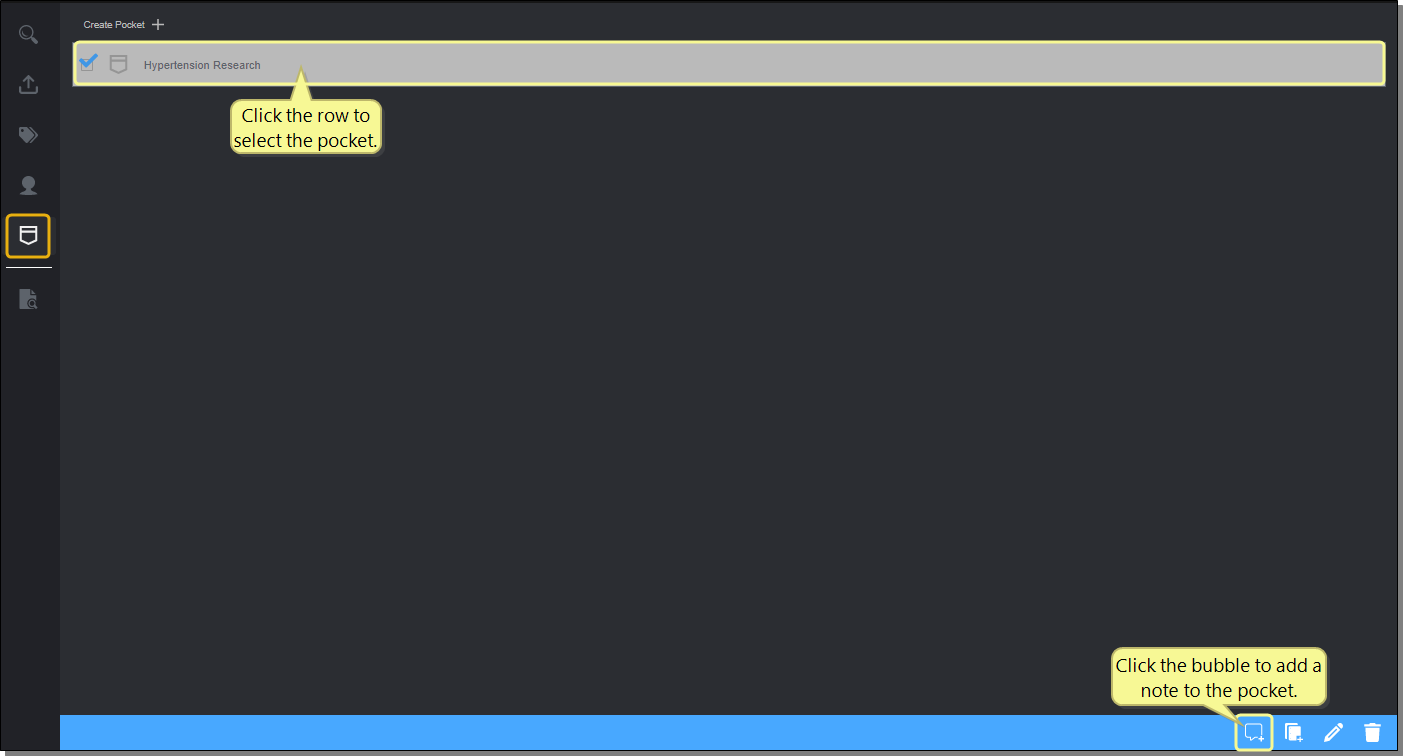 Create Pocket
Hypertension Research
Click the row to
select the pocket.
Click the bubble to add a
note to the pocket.